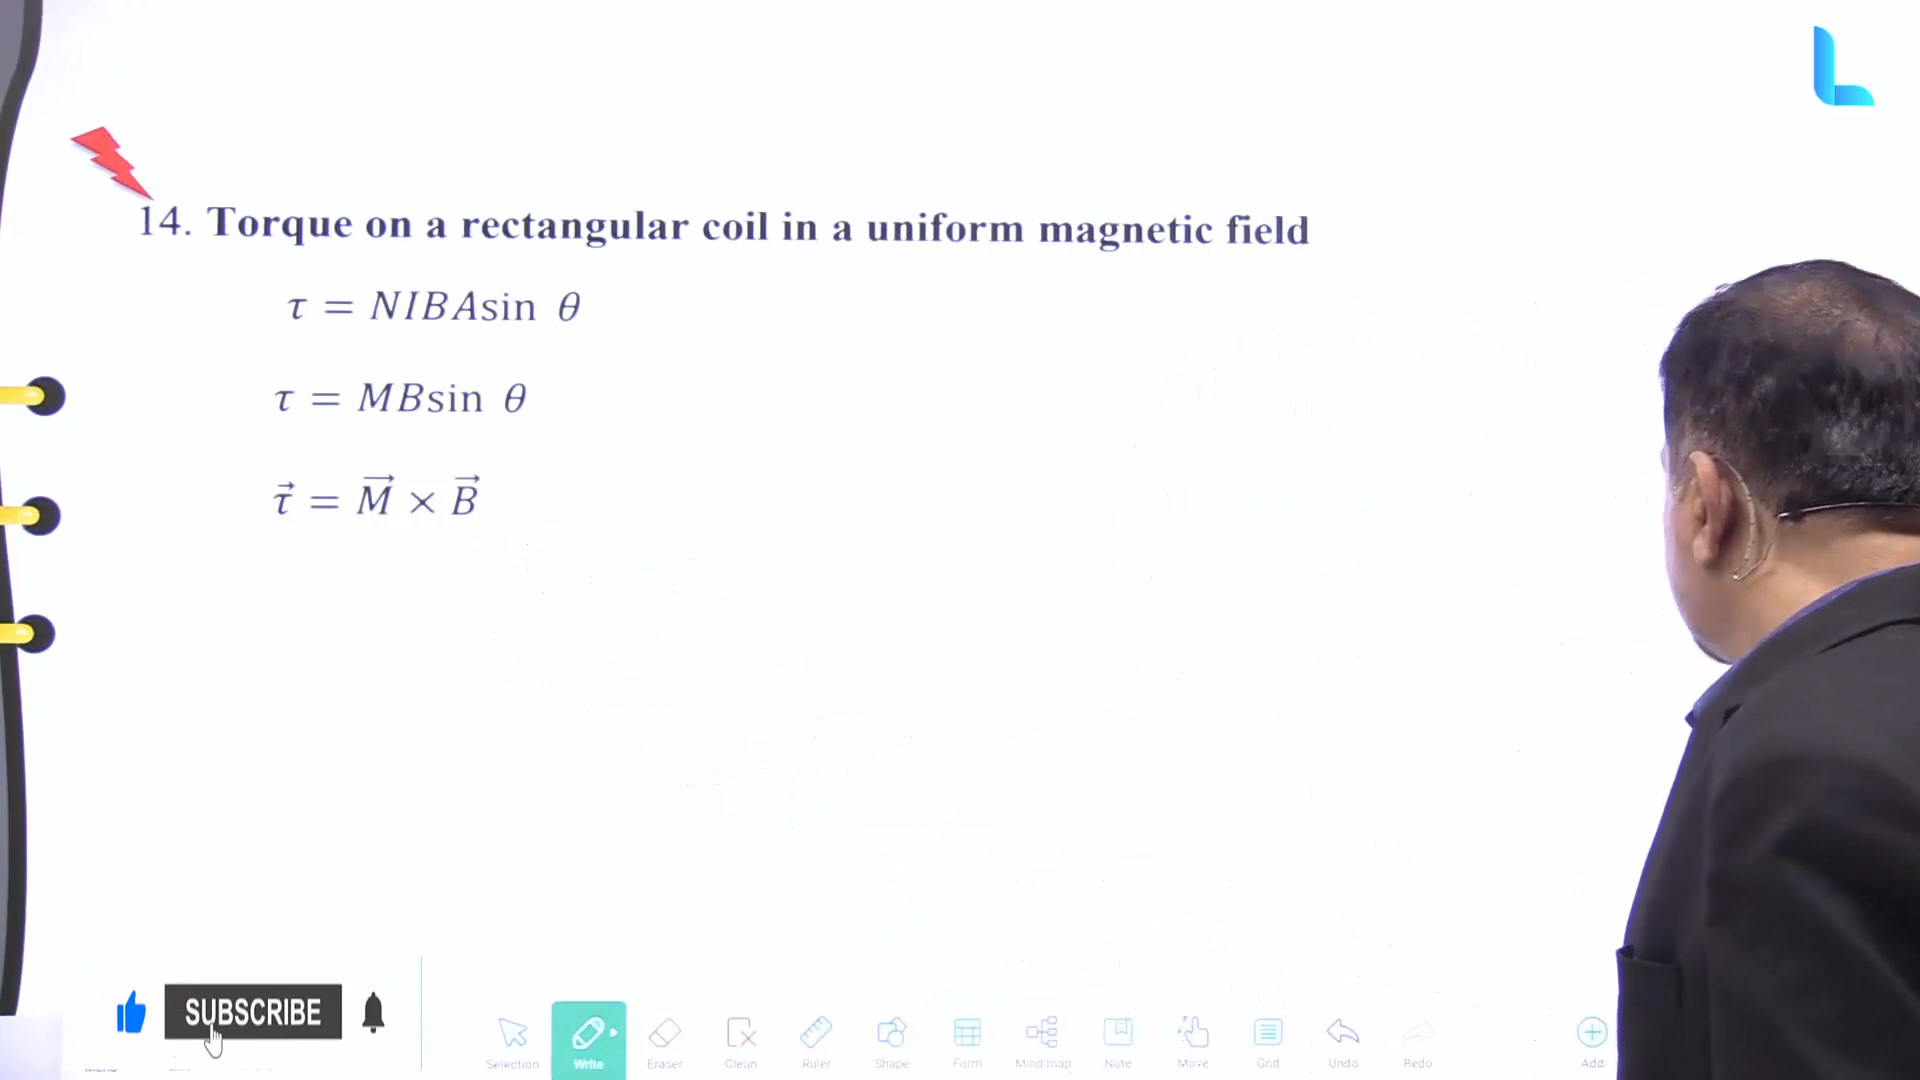 14. Torque on a rectangular coil in a uniform magnetic field
τ = NIBAsin θ
τ = MBsin θ
τ⃗ = M⃗ × B⃗
SUBSCRIBE
Selection
Write
Eraser
Clean
Ruler
Shape
Form
Mind map
Note
Move
Grid
Undo
Redo
Add